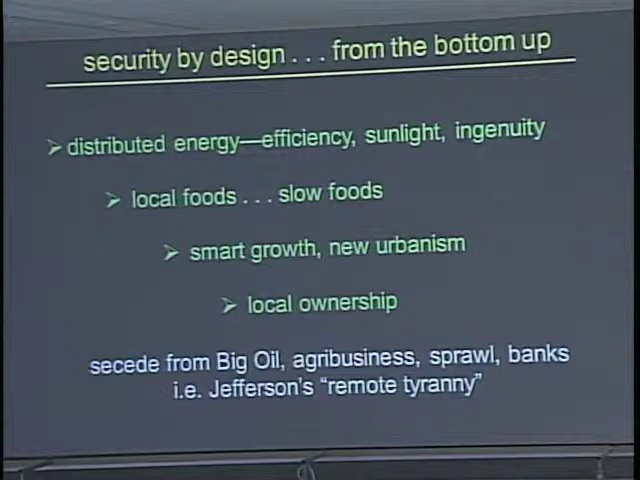 security by design . . . from the bottom up
➢ distributed energy—efficiency, sunlight, ingenuity
➢ local foods . . . slow foods
➢ smart growth, new urbanism
➢ local ownership
secede from Big Oil, agribusiness, sprawl, banks
i.e. Jefferson's “remote tyranny”